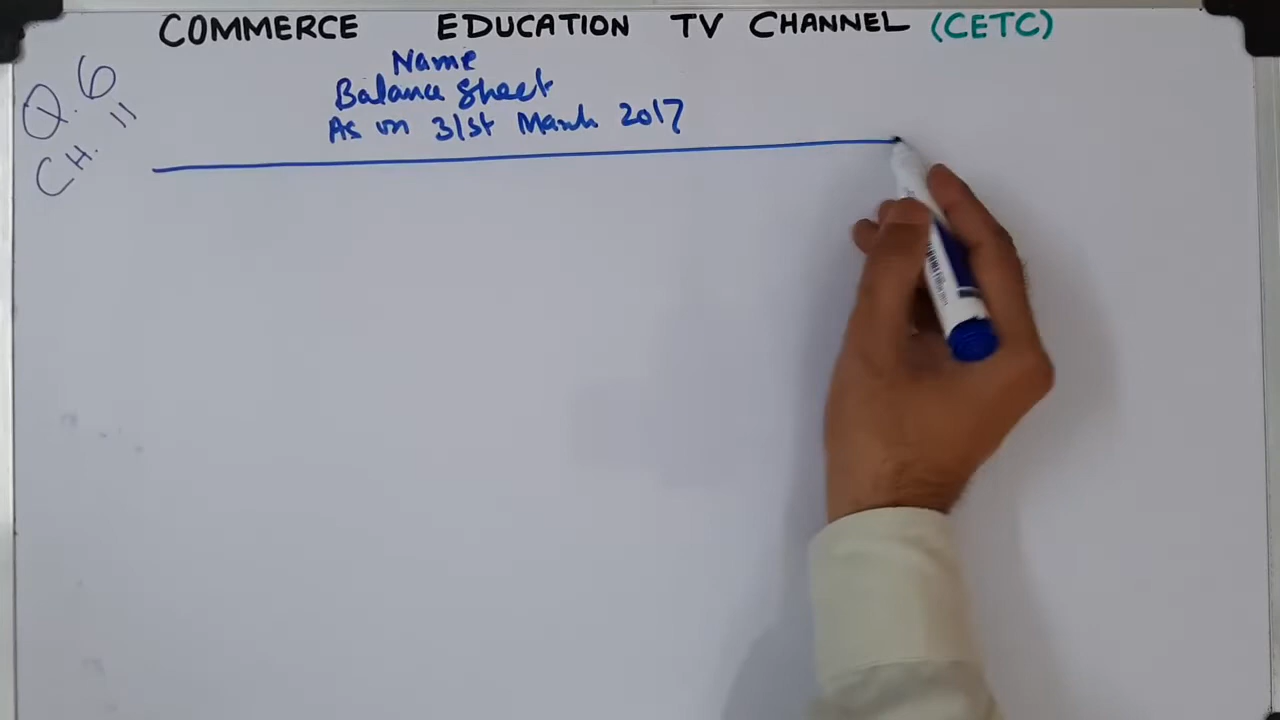 COMMERCE EDUCATION TV CHANNEL (CETC)
Q.6
CH. 11
Name
Balance Sheet
As on 31st March 2017